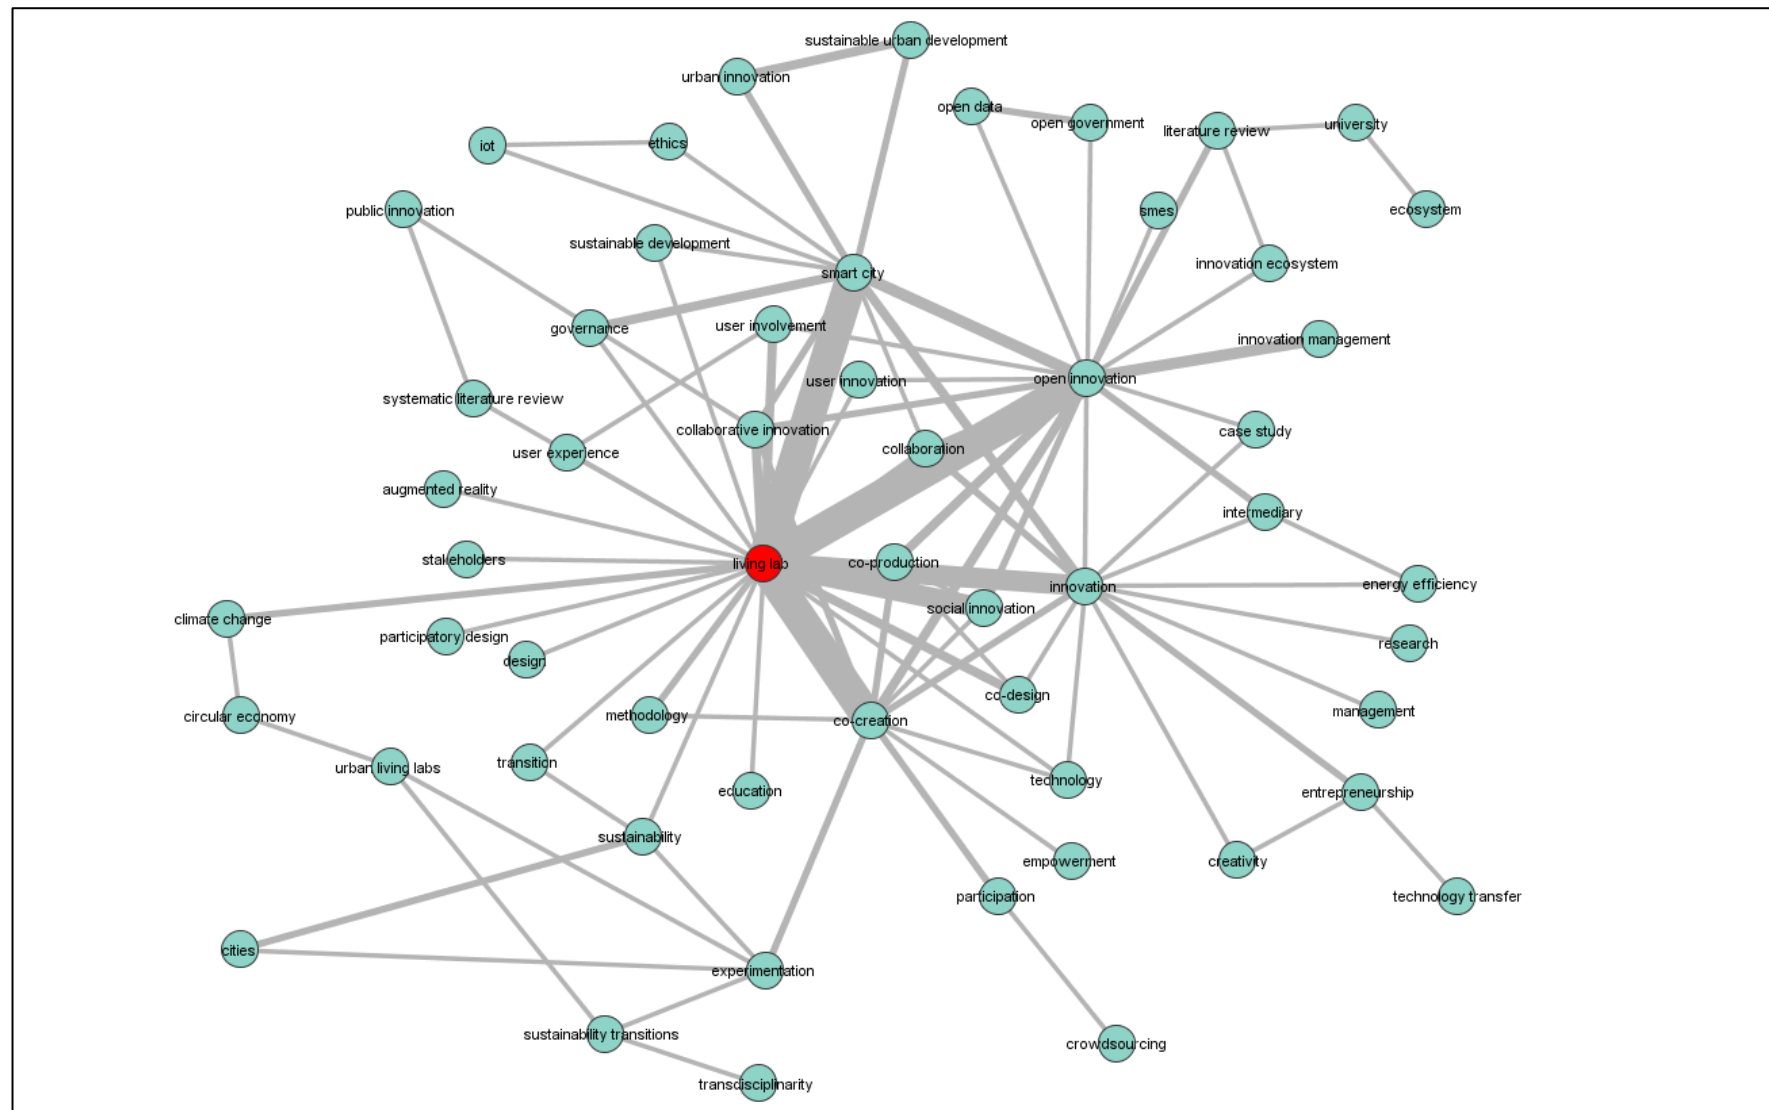 sustainable urban development
urban innovation
open data
open government
literature review
university
iot
ethics
public innovation
smes
ecosystem
sustainable development
smart city
innovation ecosystem
governance
user involvement
innovation management
user innovation
open innovation
systematic literature review
collaborative innovation
case study
user experience
collaboration
augmented reality
intermediary
stakeholders
living lab
co-production
innovation
energy efficiency
climate change
participatory design
social innovation
design
research
co-design
circular economy
methodology
co-creation
management
urban living labs
transition
education
technology
entrepreneurship
sustainability
empowerment
creativity
participation
technology transfer
cities
experimentation
sustainability transitions
crowdsourcing
transdisciplinarity